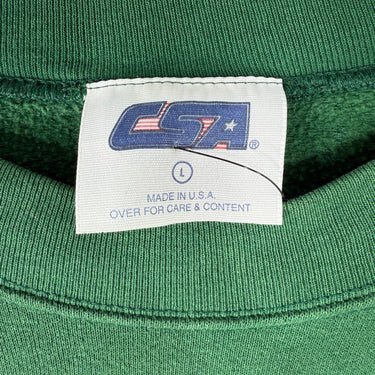 CSA®
L
MADE IN U.S.A.
OVER FOR CARE & CONTENT